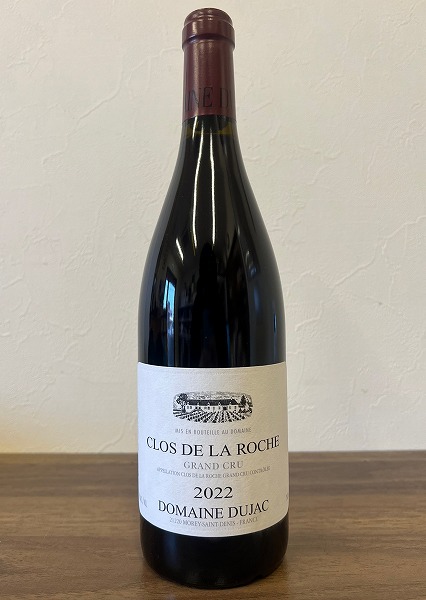 MIS EN BOUTEILLE AU DOMAINE
CLOS DE LA ROCHE
GRAND CRU
APPELLATION CLOS DE LA ROCHE GRAND CRU CONTRÔLÉE
2022
DOMAINE DUJAC
21220 MOREY-SAINT-DENIS - FRANCE